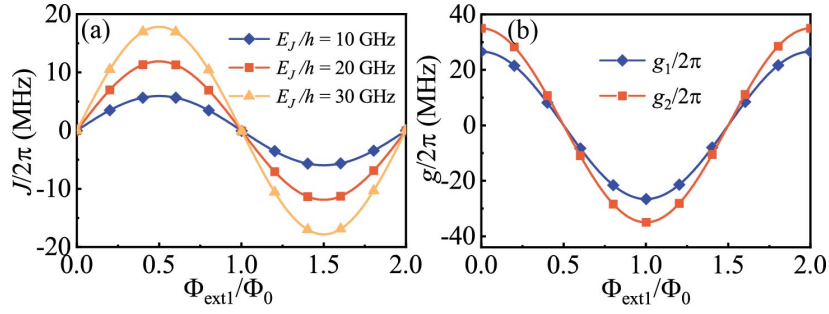 (a)
E_J/h = 10 GHz
E_J/h = 20 GHz
E_J/h = 30 GHz
J/2π (MHz)
20
10
0
-10
-20
0.0 0.5 1.0 1.5 2.0
Φ_ext1/Φ_0
(b)
g_1/2π
g_2/2π
g/2π (MHz)
40
20
0
-20
-40
0.0 0.5 1.0 1.5 2.0
Φ_ext1/Φ_0